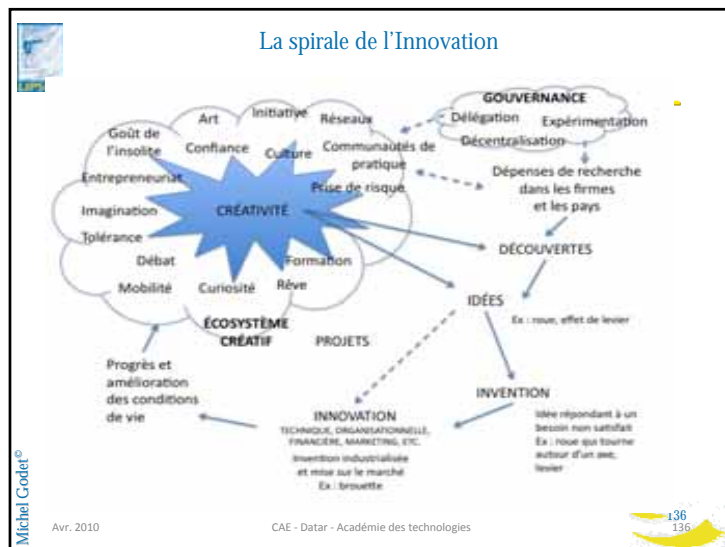 La spirale de l'Innovation
LIPS
GOUVERNANCE
Délégation
Expérimentation
Décentralisation
Art
Initiative
Réseaux
Goût de
l'insolite
Confiance
Culture
Communautés de
pratique
Entrepreneuriat
Prise de risque
Dépenses de recherche
dans les firmes
et les pays
Imagination
CRÉATIVITÉ
Tolérance
DÉCOUVERTES
Débat
Formation
Mobilité
Curiosité
Rêve
IDÉES
Ex : roue, effet de levier
ÉCOSYSTÈME
CRÉATIF
PROJETS
Progrès et
amélioration
des conditions
de vie
INVENTION
Idée répondant à un
besoin non satisfait
Ex : roue qui tourne
autour d'un axe,
levier
INNOVATION
TECHNIQUE, ORGANISATIONNELLE,
FINANCIÈRE, MARKETING, ETC.
Invention industrialisée
et mise sur le marché
Ex : brouette
Michel Godet©
Avr. 2010
CAE - Datar - Académie des technologies
136
136